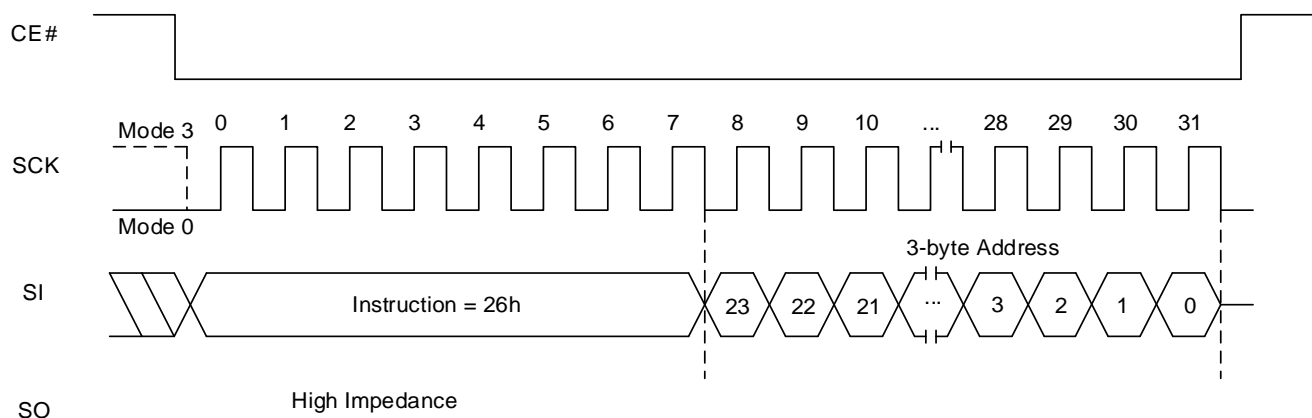 CE#
Mode 3 0 1 2 3 4 5 6 7 8 9 10 ... 28 29 30 31
SCK
Mode 0
3-byte Address
SI Instruction = 26h 23 22 21 ... 3 2 1 0
High Impedance
SO